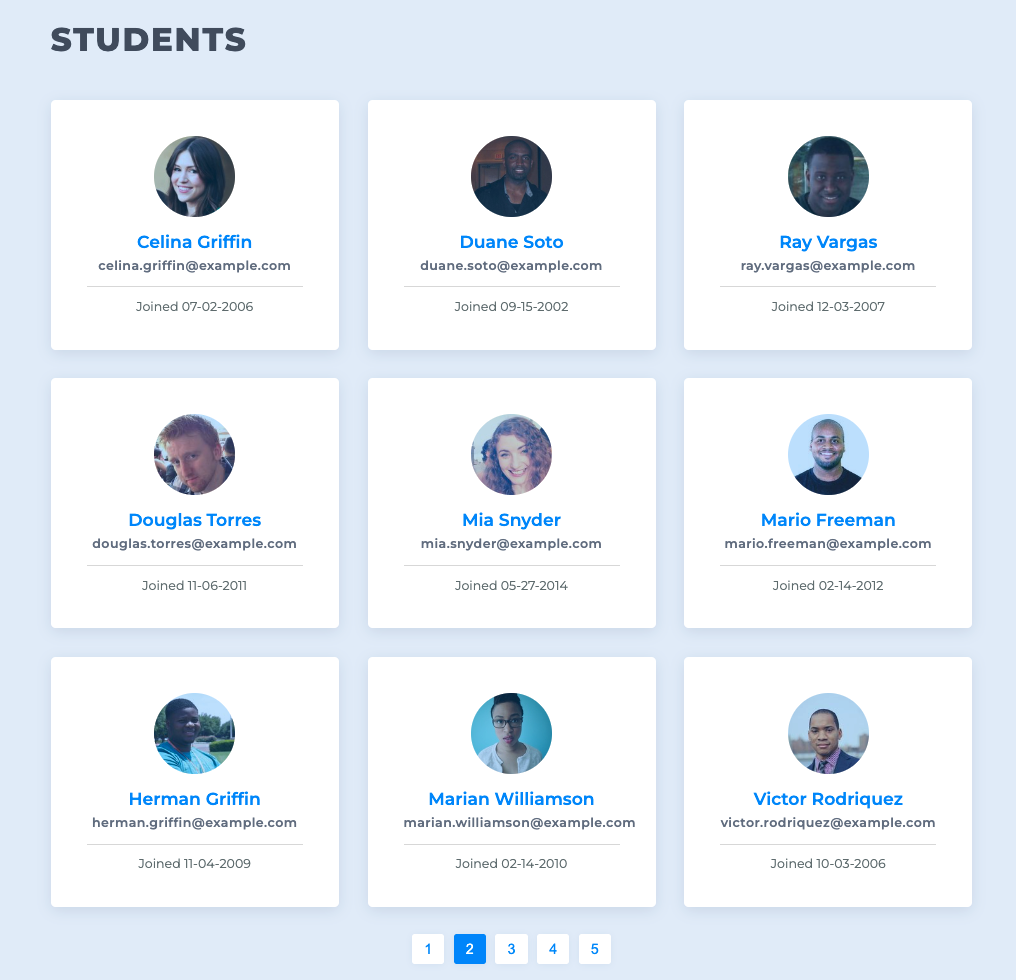 STUDENTS
Celina Griffin
celina.griffin@example.com
Joined 07-02-2006
Duane Soto
duane.soto@example.com
Joined 09-15-2002
Ray Vargas
ray.vargas@example.com
Joined 12-03-2007
Douglas Torres
douglas.torres@example.com
Joined 11-06-2011
Mia Snyder
mia.snyder@example.com
Joined 05-27-2014
Mario Freeman
mario.freeman@example.com
Joined 02-14-2012
Herman Griffin
herman.griffin@example.com
Joined 11-04-2009
Marian Williamson
marian.williamson@example.com
Joined 02-14-2010
Victor Rodriquez
victor.rodriquez@example.com
Joined 10-03-2006
1 2 3 4 5